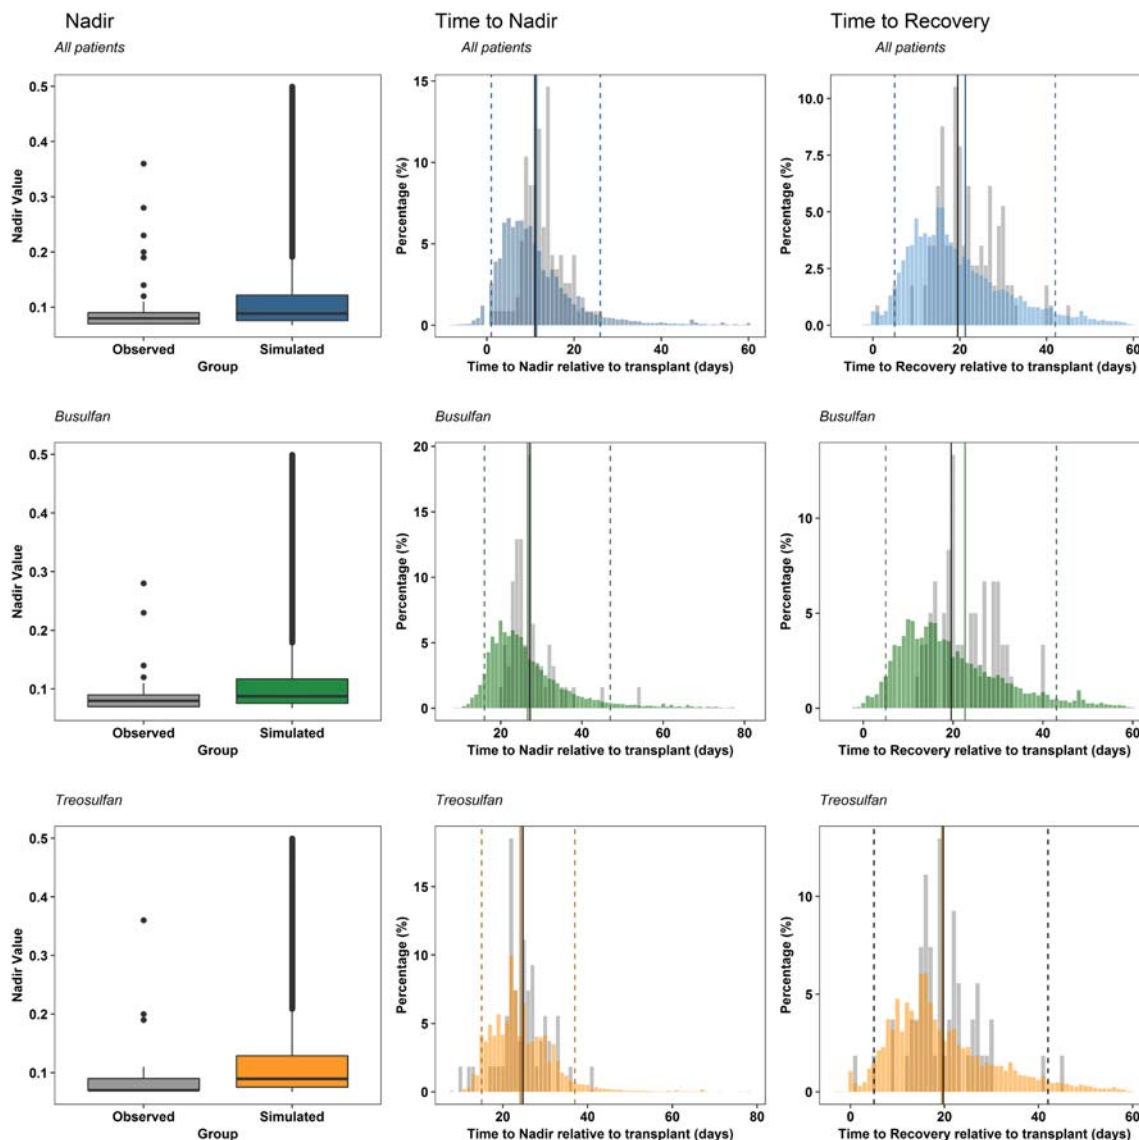 Nadir
Time to Nadir
Time to Recovery
All patients
All patients
All patients
Nadir Value
0.5
0.4
0.3
0.2
0.1
Observed
Simulated
Group
Percentage (%)
15
10
5
0
0
20
40
60
Time to Nadir relative to transplant (days)
Percentage (%)
10.0
7.5
5.0
2.5
0.0
0
20
40
60
Time to Recovery relative to transplant (days)
Busulfan
Busulfan
Busulfan
Nadir Value
0.5
0.4
0.3
0.2
0.1
Observed
Simulated
Group
Percentage (%)
20
15
10
5
0
20
40
60
80
Time to Nadir relative to transplant (days)
Percentage (%)
10
5
0
0
20
40
60
Time to Recovery relative to transplant (days)
Treosulfan
Treosulfan
Treosulfan
Nadir Value
0.5
0.4
0.3
0.2
0.1
Observed
Simulated
Group
Percentage (%)
15
10
5
0
20
40
60
80
Time to Nadir relative to transplant (days)
Percentage (%)
10
5
0
0
20
40
60
Time to Recovery relative to transplant (days)